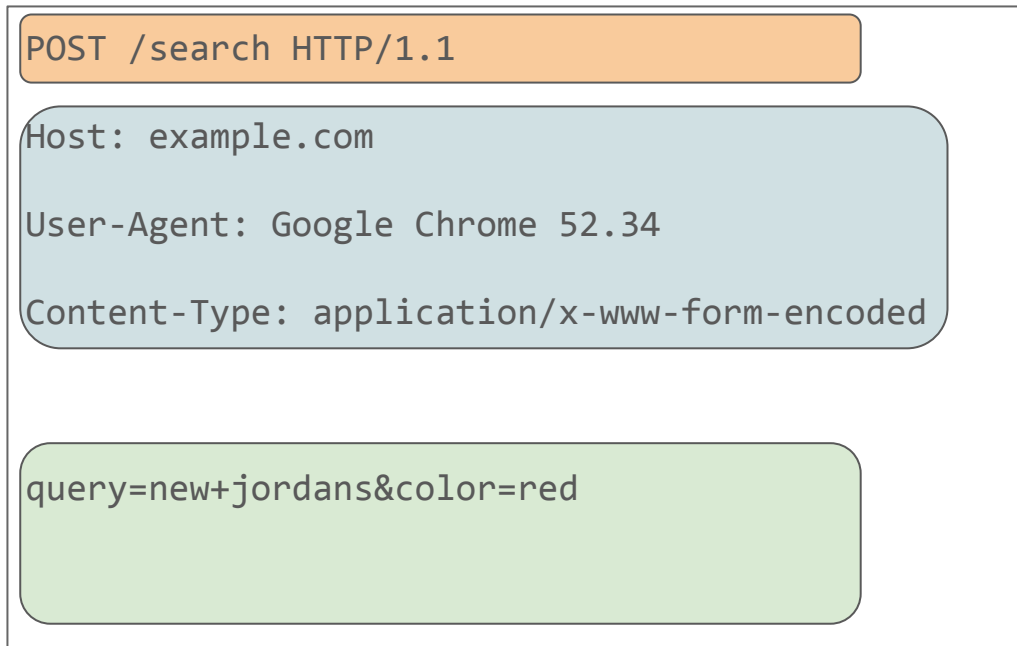 POST /search HTTP/1.1
Host: example.com
User-Agent: Google Chrome 52.34
Content-Type: application/x-www-form-encoded
query=new+jordans&color=red